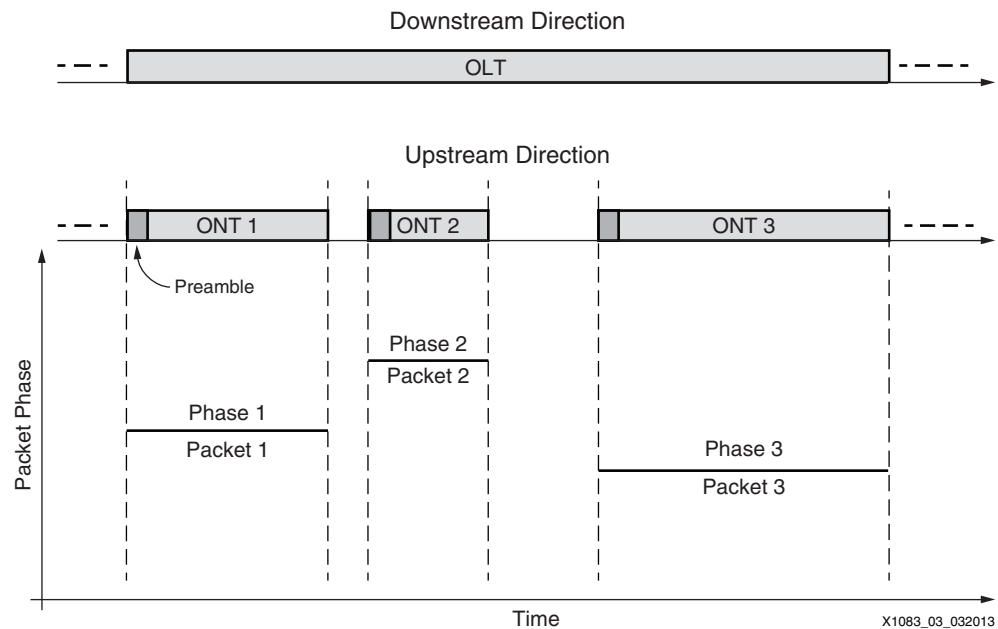 Downstream Direction
OLT
Upstream Direction
ONT 1
ONT 2
ONT 3
Preamble
Phase 2
Packet 2
Phase 1
Packet 1
Phase 3
Packet 3
Packet Phase
Time
X1083_03_032013